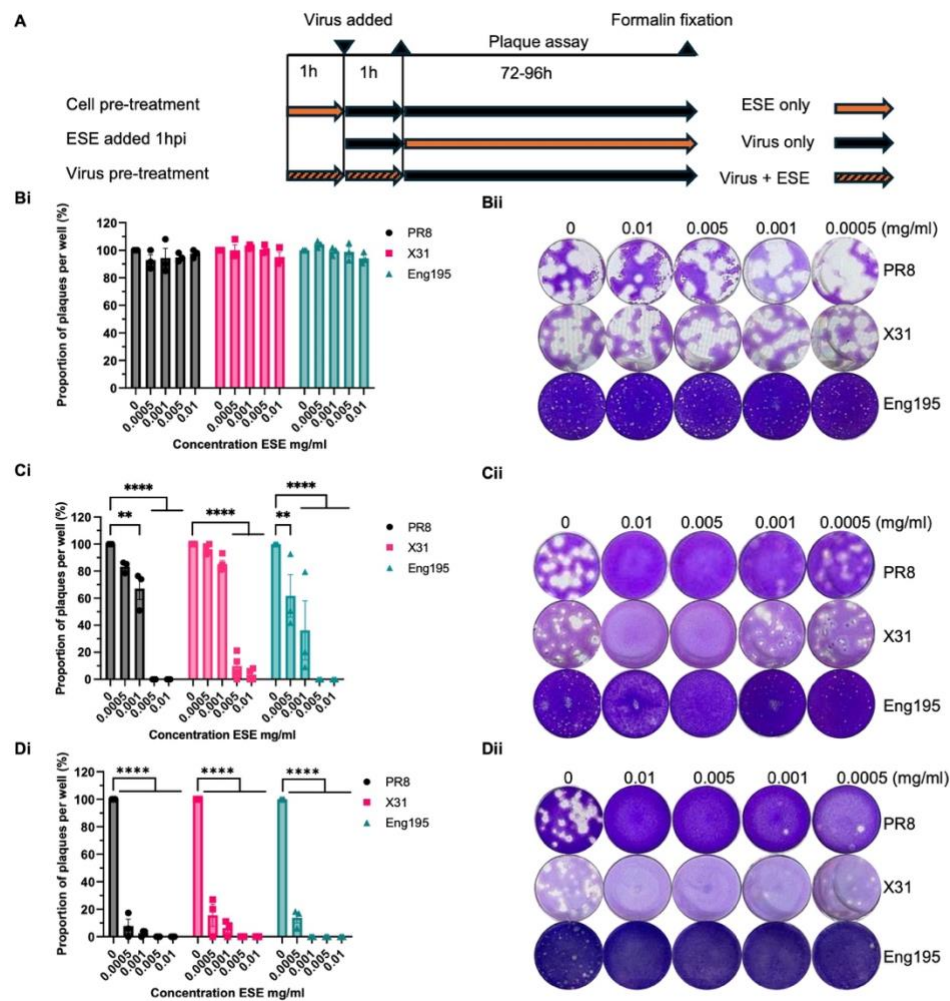 A
Virus added
Formalin fixation
Plaque assay
1h
1h
72-96h
Cell pre-treatment
ESE only
ESE added 1hpi
Virus only
Virus pre-treatment
Virus + ESE
Bi
Proportion of plaques per well (%)
120
100
80
60
40
20
0
0 0.0005 0.001 0.005 0.01
0 0.0005 0.001 0.005 0.01
0 0.0005 0.001 0.005 0.01
Concentration ESE mg/ml
PR8
X31
Eng195
Bii
0 0.01 0.005 0.001 0.0005 (mg/ml)
PR8
X31
Eng195
Ci
Proportion of plaques per well (%)
120
100
80
60
40
20
0
****
**
****
****
**
0 0.0005 0.001 0.005 0.01
0 0.0005 0.001 0.005 0.01
0 0.0005 0.001 0.005 0.01
Concentration ESE mg/ml
PR8
X31
Eng195
Cii
0 0.01 0.005 0.001 0.0005 (mg/ml)
PR8
X31
Eng195
Di
Proportion of plaques per well (%)
120
100
80
60
40
20
0
****
****
****
0 0.0005 0.001 0.005 0.01
0 0.0005 0.001 0.005 0.01
0 0.0005 0.001 0.005 0.01
Concentration ESE mg/ml
PR8
X31
Eng195
Dii
0 0.01 0.005 0.001 0.0005 (mg/ml)
PR8
X31
Eng195